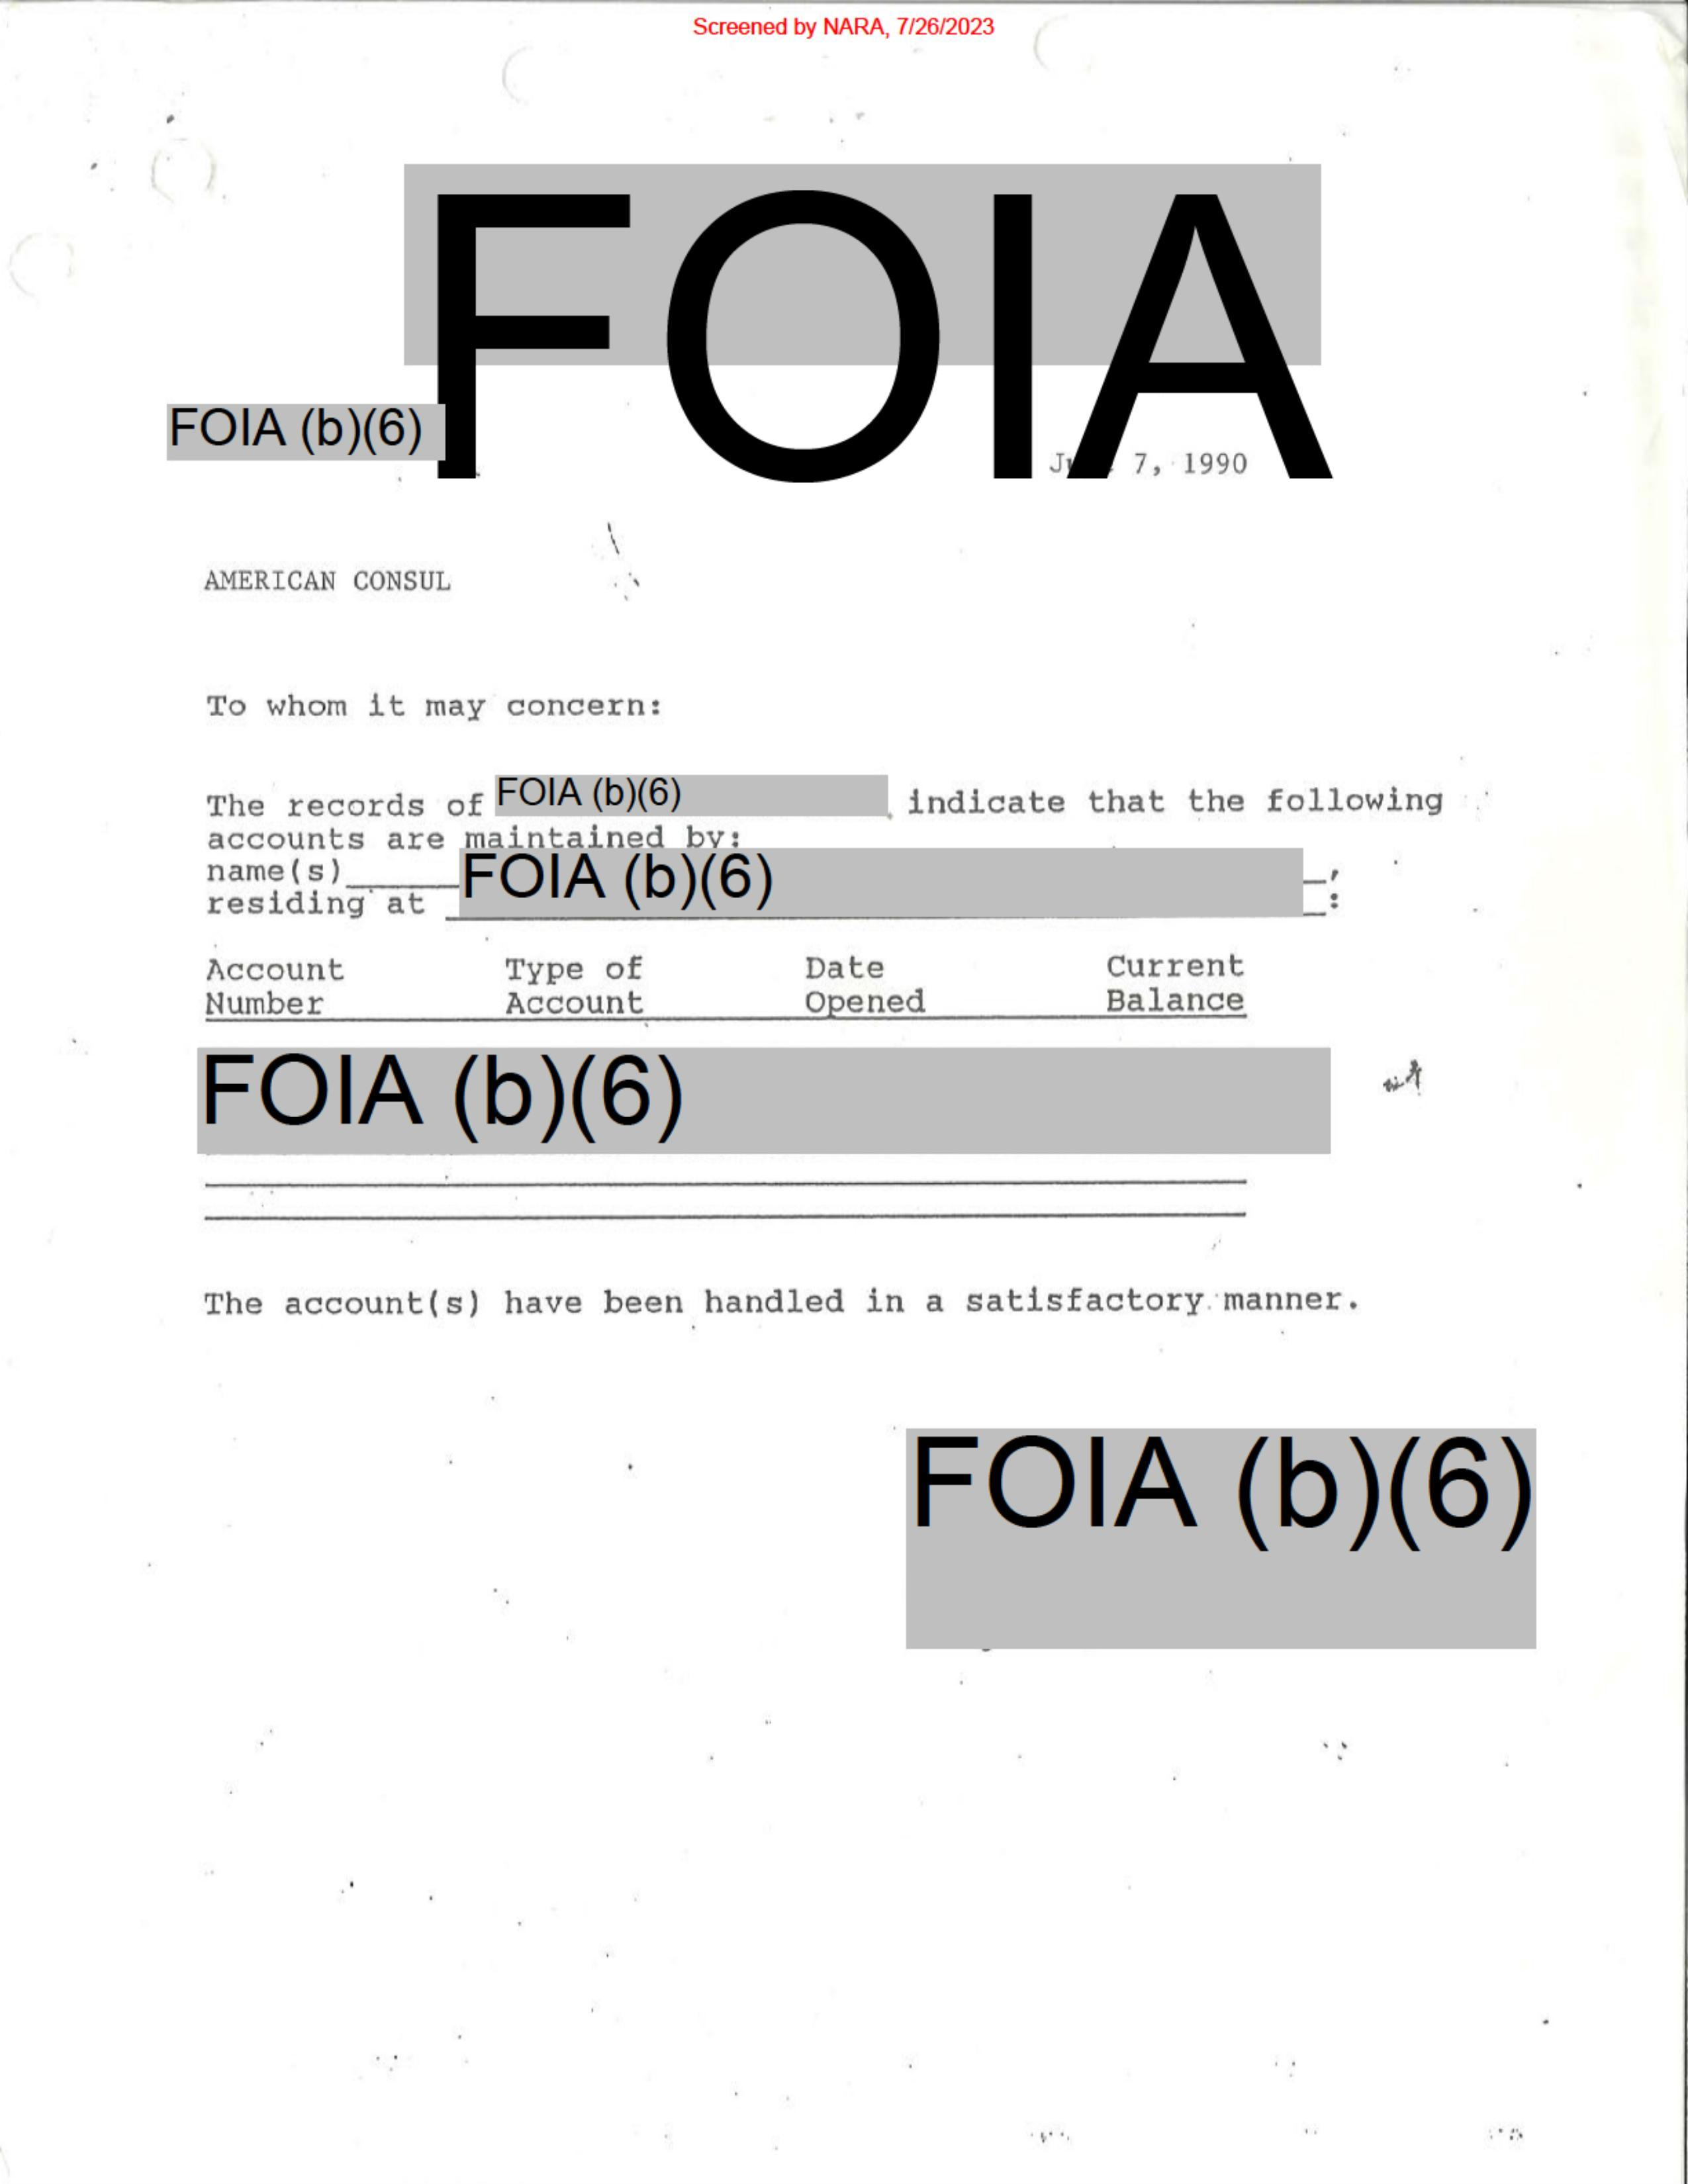 Screened by NARA, 7/26/2023
FOIA
FOIA (b)(6)
7, 1990
AMERICAN CONSUL
To whom it may concern:
The records of FOIA (b)(6) indicate that the following
accounts are maintained by:
name(s) FOIA (b)(6) ,
residing at :
Account Type of Date Current
Number Account Opened Balance
FOIA (b)(6)
The account(s) have been handled in a satisfactory manner.
FOIA (b)(6)